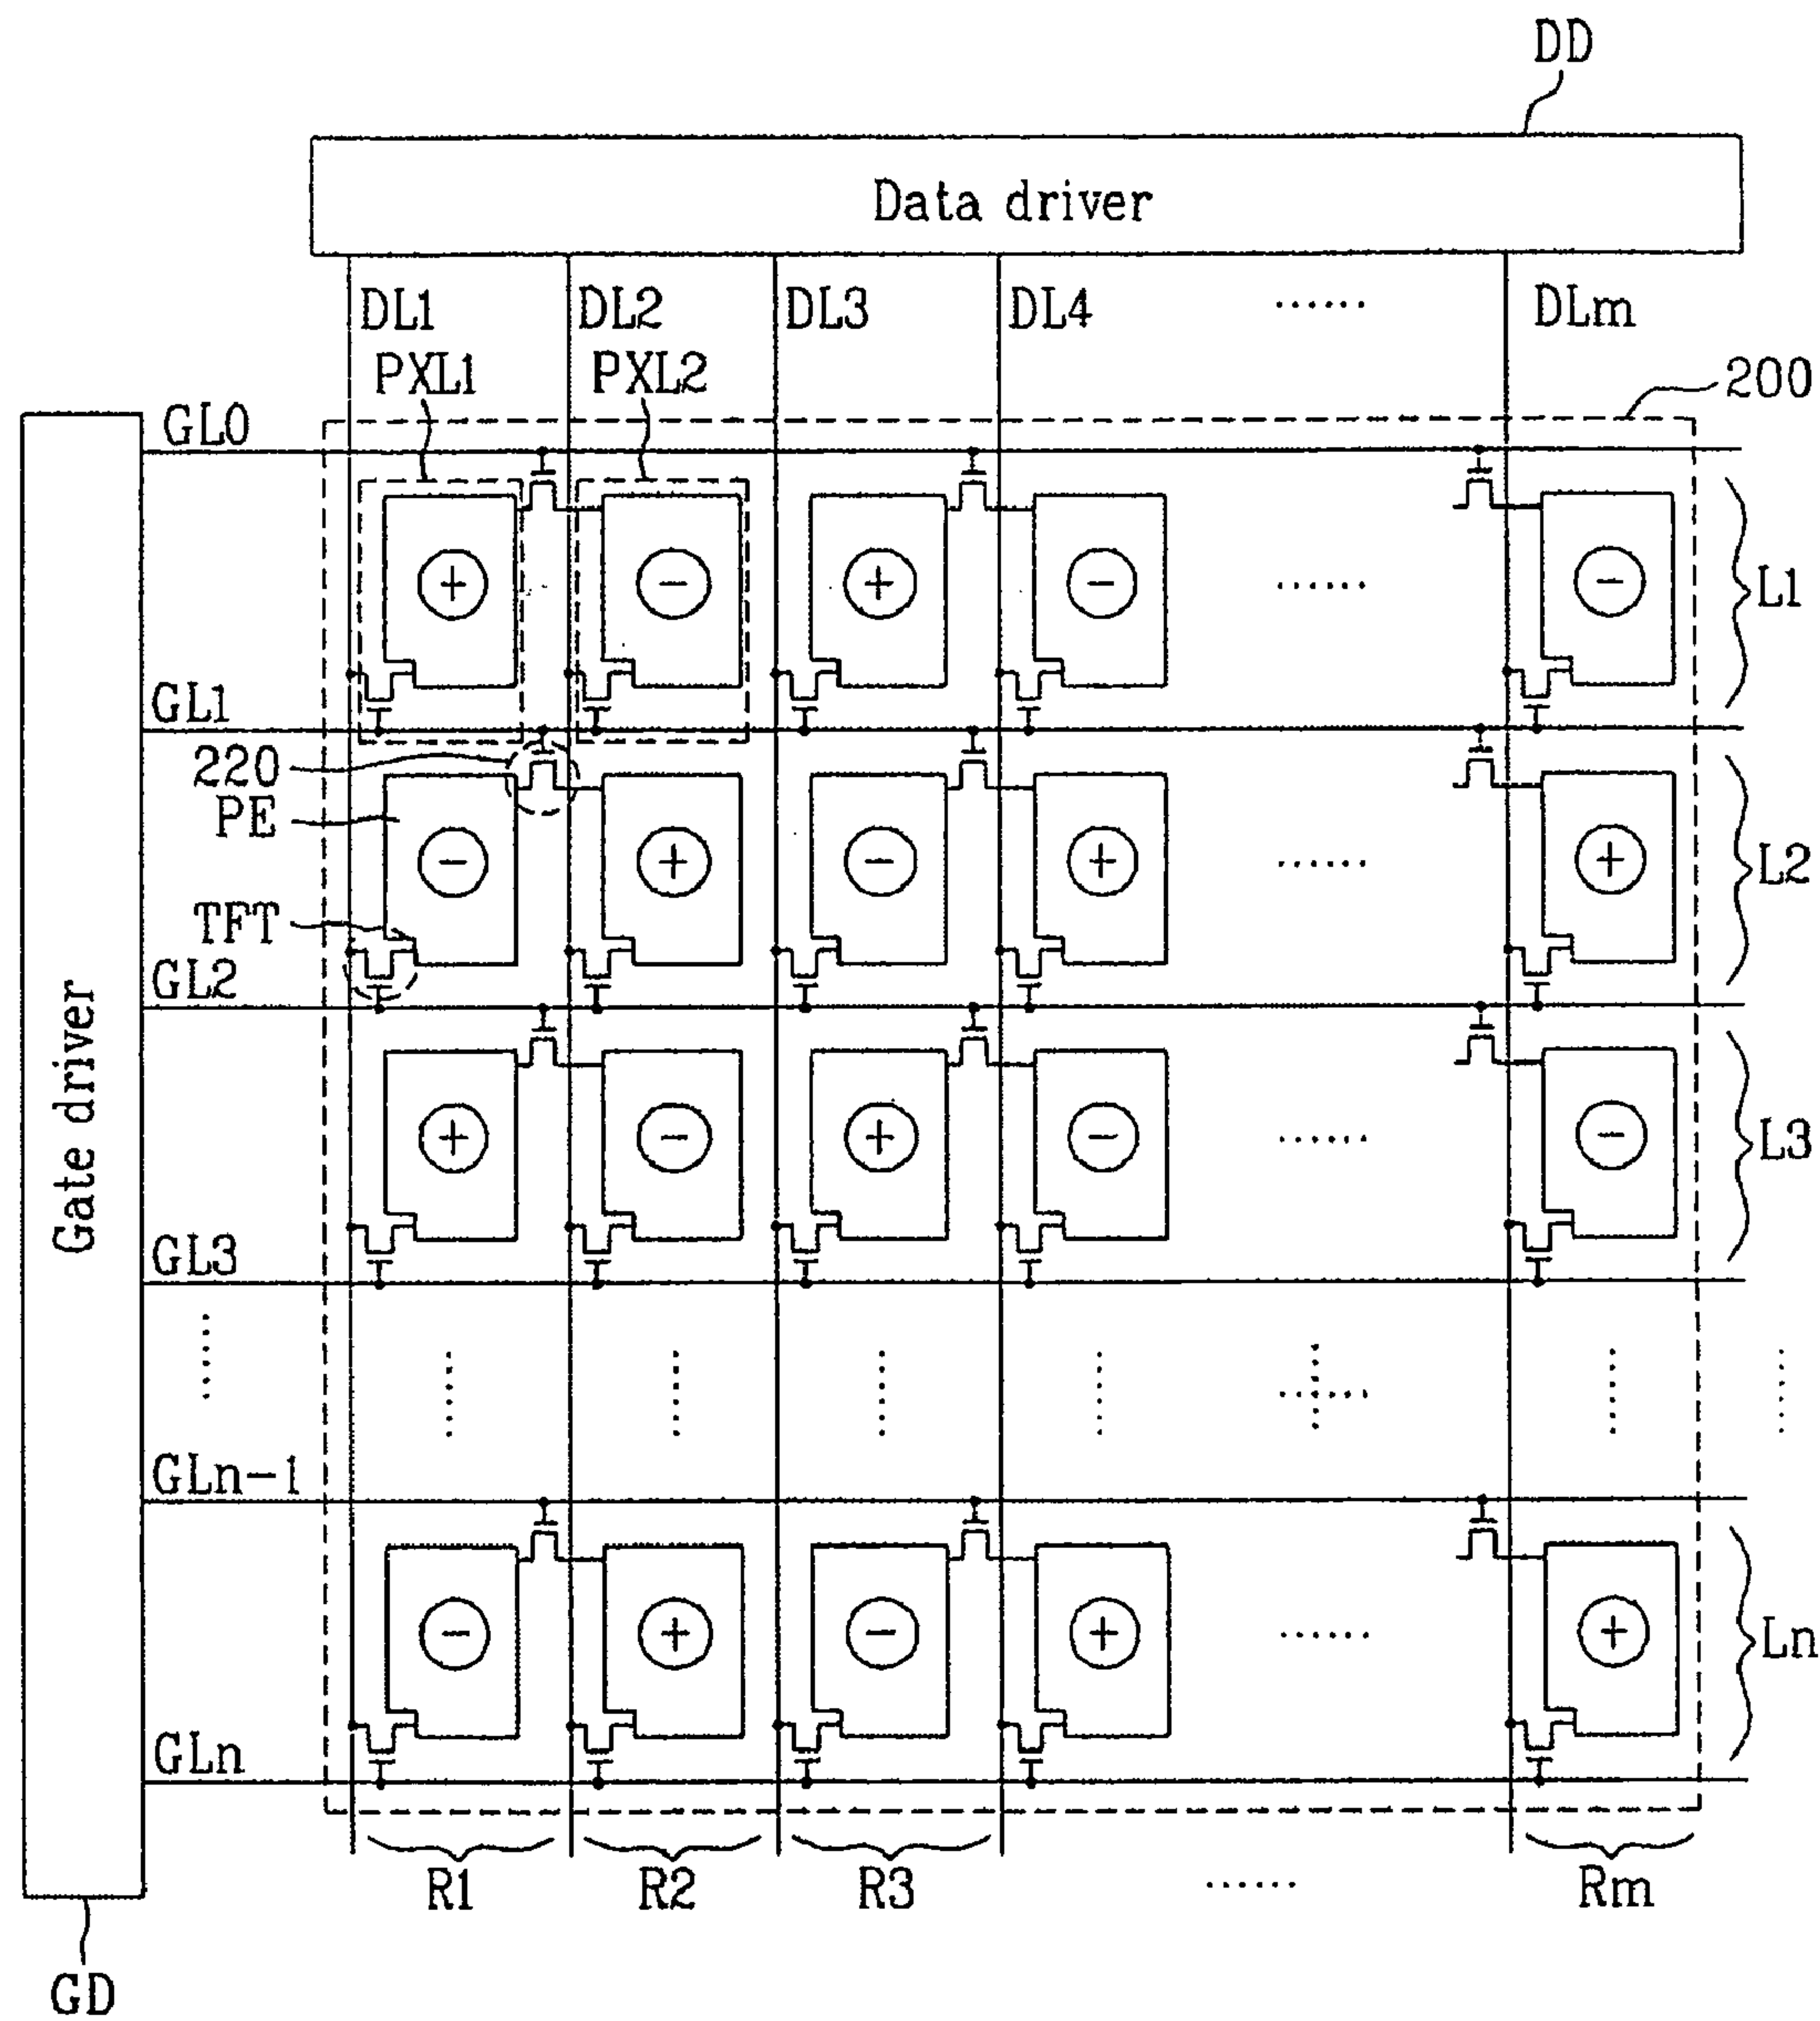 DD
Data driver
DL1 DL2 DL3 DL4 ...... DLm
PXL1 PXL2
200
GL0
+ - + - ...... -
L1
GL1
220
PE
- + - + ...... +
L2
TFT
GL2
Gate driver
+ - + - ...... -
L3
GL3
GLn-1
- + - + ...... +
Ln
GLn
R1 R2 R3 ...... Rm
GD